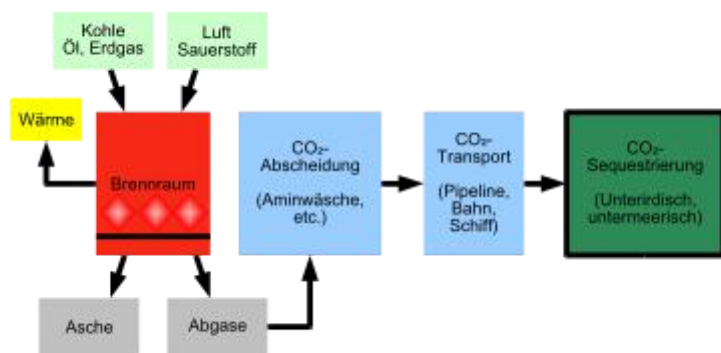 Kohle
Öl, Erdgas
Luft
Sauerstoff
Wärme
Brennraum
Asche
Abgase
CO₂-
Abscheidung
(Aminwäsche,
etc.)
CO₂-
Transport
(Pipeline,
Bahn,
Schiff)
CO₂-
Sequestrierung
(Unterirdisch,
untermeerisch)